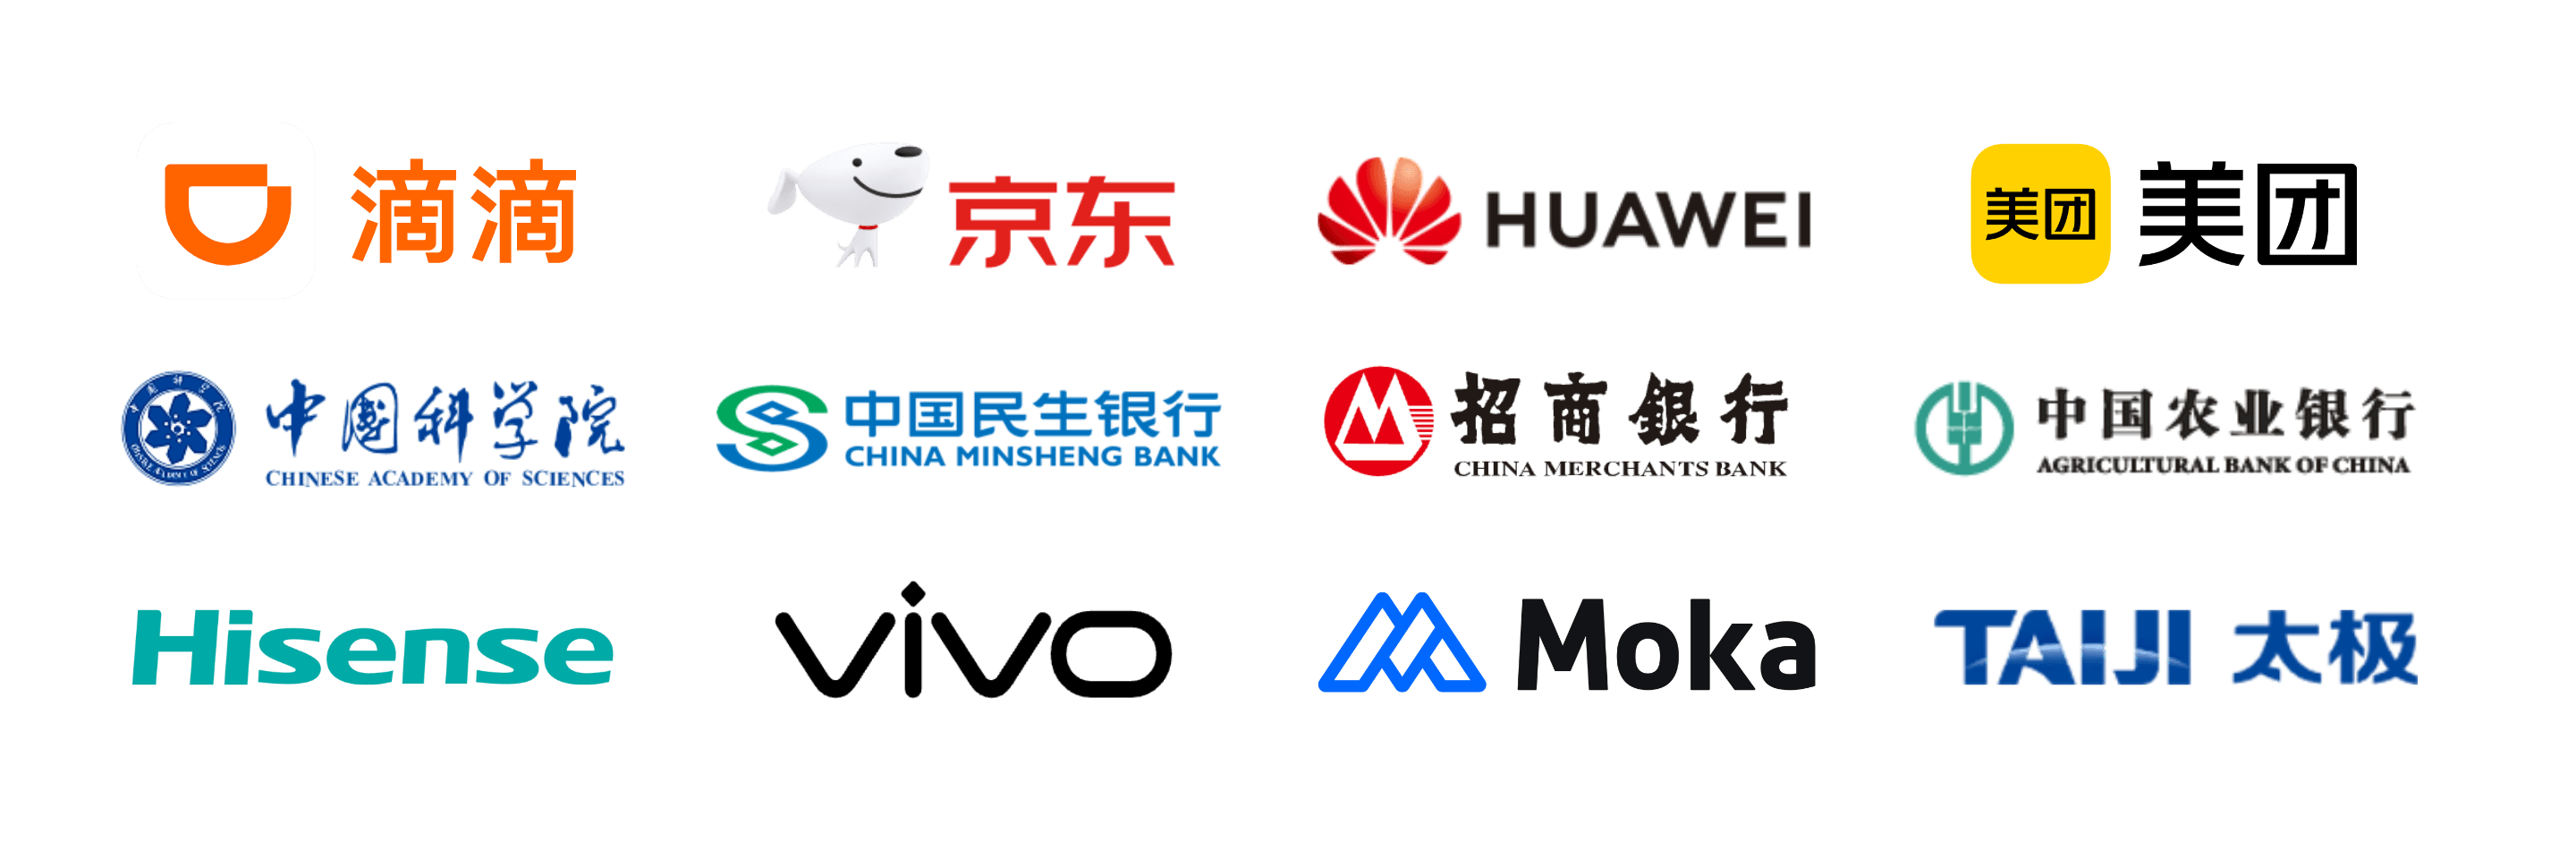 滴滴
京东
HUAWEI
美团
美团
中国科学院
CHINESE ACADEMY OF SCIENCES
中国民生银行
CHINA MINSHENG BANK
招商銀行
CHINA MERCHANTS BANK
中国农业银行
AGRICULTURAL BANK OF CHINA
Hisense
vivo
Moka
TAIJI 太极